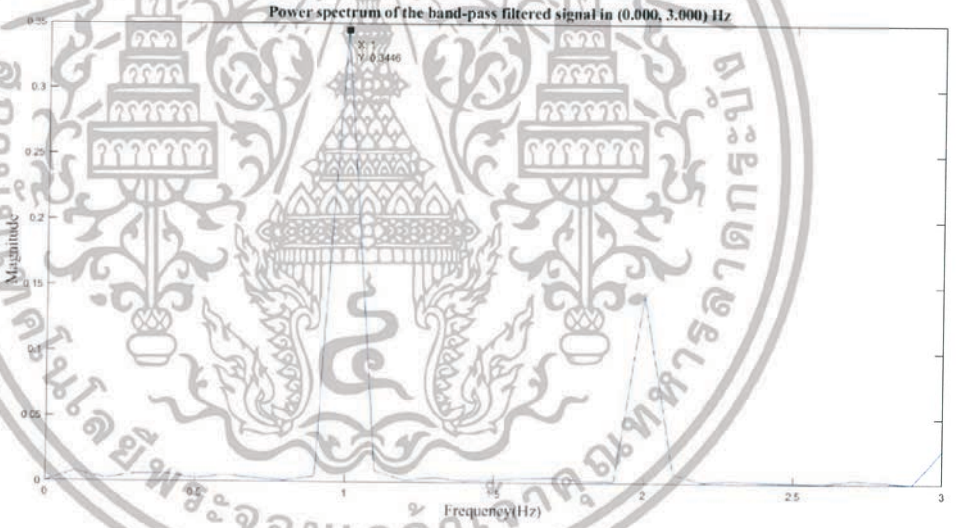 Power spectrum of the band-pass filtered signal in (0.000, 3.000) Hz
0.35
X: 1
Y: 0.3446
0.3
0.25
0.2
0.15
0.1
0.05
0
Magnitude
0
0.5
1
2
2.5
3
Frequency(Hz)